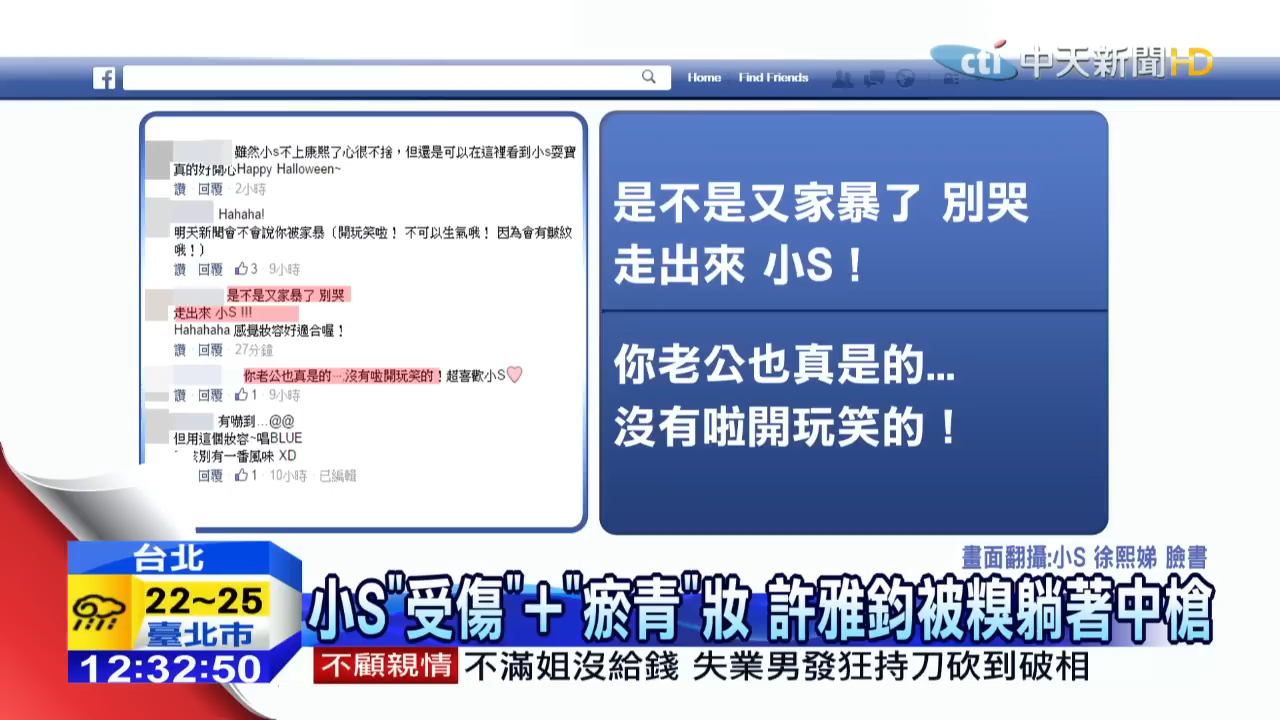 cti 中天新聞HD
Home Find Friends
雖然小s不上康熙了心很不捨，但還是可以在這裡看到小s耍寶
真的好開心Happy Halloween~
讚 · 回覆 · 2小時
Hahaha!
明天新聞會不會說你被家暴（開玩笑啦！ 不可以生氣哦！ 因為會有皺紋
哦！）
讚 · 回覆 · 3 · 9小時
是不是又家暴了 別哭
走出來 小S !!!
Hahahaha 感覺妝容好適合喔！
讚 · 回覆 · 27分鐘
你老公也真是的...沒有啦開玩笑的！超喜歡小S
讚 · 回覆 · 1 · 9小時
有嚇到...@@
但用這個妝容~唱BLUE
別有一番風味 XD
回覆 · 1 · 10小時 · 已編輯
是不是又家暴了 別哭
走出來 小S！
你老公也真是的...
沒有啦開玩笑的！
畫面翻攝:小S 徐熙娣 臉書
台北
22~25
臺北市
12:32:50
小S"受傷"+"瘀青"妝 許雅鈞被糗躺著中槍
不顧親情 不滿姐沒給錢 失業男發狂持刀砍到破相